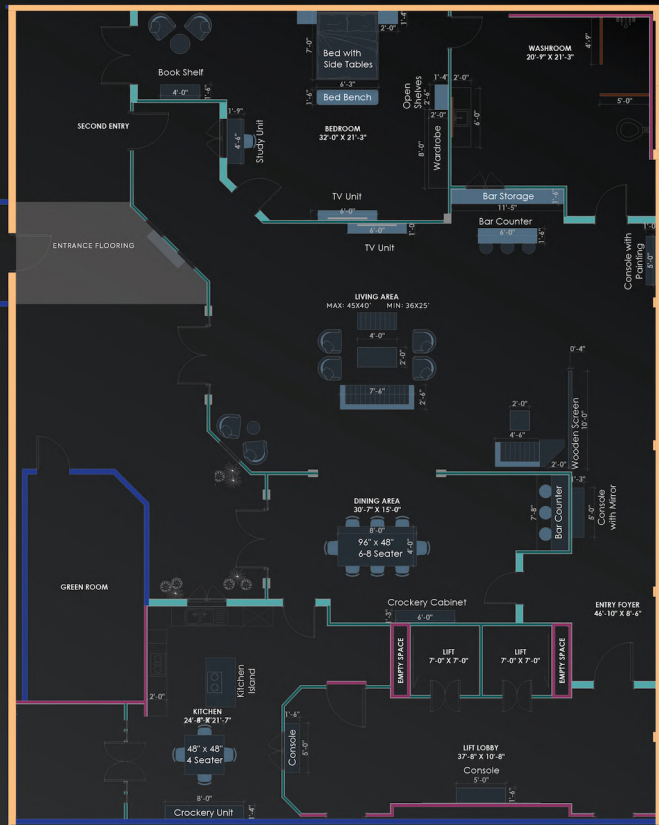 1'-4"
2'-0"
7'-0"
Bed with
Side Tables
6'-3"
1'-6"
Bed Bench
Book Shelf
4'-0"
1'-6"
SECOND ENTRY
1'-9"
4'-6"
Study Unit
BEDROOM
32'-0" X 21'-3"
Open
Shelves
1'-4"
2'-6"
2'-0"
2'-0"
6'-0"
Wardrobe
8'-0"
WASHROOM
20'-9" X 21'-3"
4'-9"
5'-0"
TV Unit
6'-0"
6'-0"
1'-0"
TV Unit
Bar Storage
11'-5"
1'-6"
Bar Counter
6'-0"
1'-6"
1'-0"
5'-0"
Console with
Painting
ENTRANCE FLOORING
LIVING AREA
MAX: 45X40' MIN: 36X25'
4'-0"
2'-0"
7'-6"
2'-6"
0'-4"
Wooden Screen
10'-0"
2'-0"
4'-6"
2'-0"
1'-3"
5'-0"
Console
with Mirror
Bar Counter
7'-8"
DINING AREA
30'-7" X 15'-0"
8'-0"
96" x 48"
6-8 Seater
4'-0"
GREEN ROOM
Crockery Cabinet
6'-0"
1'-3"
ENTRY FOYER
46'-10" X 8'-6"
EMPTY SPACE
LIFT
7'-0" X 7'-0"
LIFT
7'-0" X 7'-0"
EMPTY SPACE
Kitchen
Island
2'-0"
KITCHEN
48" x 48"
4 Seater
8'-0"
Crockery Unit
1'-4"
1'-6"
Console
5'-0"
LIFT LOBBY
37'-8" X 10'-8"
Console
5'-0"
1'-6"